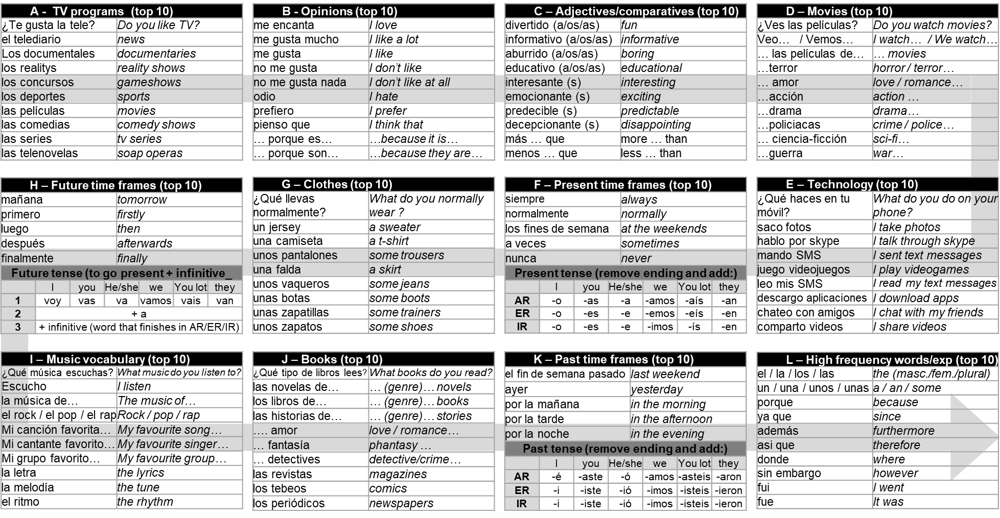 A - TV programs (top 10)
¿Te gusta la tele? Do you like TV?
el telediario news
Los documentales documentaries
los realitys reality shows
los concursos gameshows
los deportes sports
las películas movies
las comedias comedy shows
las series tv series
las telenovelas soap operas
B - Opinions (top 10)
me encanta I love
me gusta mucho I like a lot
me gusta I like
no me gusta I don't like
no me gusta nada I don't like at all
odio I hate
prefiero I prefer
pienso que I think that
… porque es… …because it is…
… porque son… …because they are…
C – Adjectives/comparatives (top 10)
divertido (a/os/as) fun
informativo (a/os/as) informative
aburrido (a/os/as) boring
educativo (a/os/as) educational
interesante (s) interesting
emocionante (s) exciting
predecible (s) predictable
decepcionante (s) disappointing
más … que more … than
menos … que less … than
D – Movies (top 10)
¿Ves las películas? Do you watch movies?
Veo… / Vemos… I watch… / We watch…
… las películas de… … movies
…terror horror / terror…
… amor love / romance…
…acción action …
…drama drama…
…policiacas crime / police…
… ciencia-ficción sci-fi…
…guerra war…
H – Future time frames (top 10)
mañana tomorrow
primero firstly
luego then
después afterwards
finalmente finally
Future tense (to go present + infinitive_
I you He/she we You lot they
1 voy vas va vamos vais van
2 + a
3 + infinitive (word that finishes in AR/ER/IR)
G – Clothes (top 10)
¿Qué llevas What do you normally
normalmente? wear ?
un jersey a sweater
una camiseta a t-shirt
unos pantalones some trousers
una falda a skirt
unos vaqueros some jeans
unas botas some boots
unas zapatillas some trainers
unos zapatos some shoes
F – Present time frames (top 10)
siempre always
normalmente normally
los fines de semana at the weekends
a veces sometimes
nunca never
Present tense (remove ending and add:)
I you He/she we You lot they
AR -o -as -a -amos -aís -an
ER -o -es -e -emos -eís -en
IR -o -es -e -imos -ís -en
E – Technology (top 10)
¿Qué haces en tu What do you do on your
móvil? phone?
saco fotos I take photos
hablo por skype I talk through skype
mando SMS I sent text messages
juego videojuegos I play videogames
leo mis SMS I read my text messages
descargo aplicaciones I download apps
chateo con amigos I chat with my friends
comparto videos I share videos
I – Music vocabulary (top 10)
¿Qué música escuchas? What music do you listen to?
Escucho I listen
la música de… The music of…
el rock / el pop / el rap Rock / pop / rap
Mi canción favorita… My favourite song…
Mi cantante favorito… My favourite singer…
Mi grupo favorito… My favourite group…
la letra the lyrics
la melodía the tune
el ritmo the rhythm
J – Books (top 10)
¿Qué tipo de libros lees? What books do you read?
las novelas de… … (genre)… novels
los libros de… … (genre)… books
las historias de… … (genre)… stories
…. amor love / romance…
… fantasía phantasy …
… detectives detective/crime…
las revistas magazines
los tebeos comics
los periódicos newspapers
K – Past time frames (top 10)
el fin de semana pasado last weekend
ayer yesterday
por la mañana in the morning
por la tarde in the afternoon
por la noche in the evening
Past tense (remove ending and add:)
I you He/she we You lot they
AR -é -aste -ó -amos -asteis -aron
ER -i -iste -ió -imos -isteis -ieron
IR -i -iste -ió -imos -isteis -ieron
L – High frequency words/exp (top 10)
el / la / los / las the (masc./fem./plural)
un / una / unos / unas a / an / some
porque because
ya que since
además furthermore
asi que therefore
donde where
sin embargo however
fui I went
fue It was